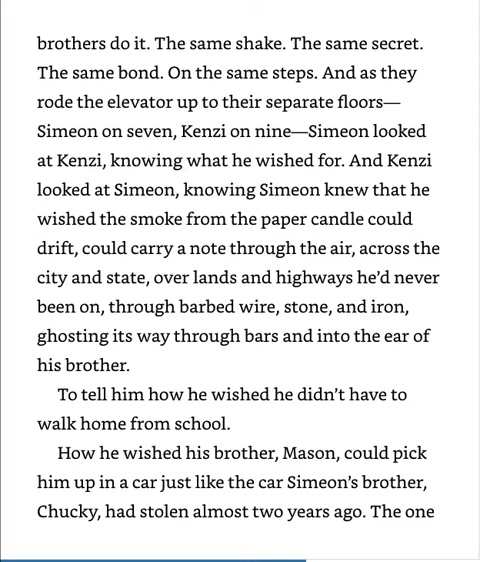 brothers do it. The same shake. The same secret.
The same bond. On the same steps. And as they
rode the elevator up to their separate floors—
Simeon on seven, Kenzi on nine—Simeon looked
at Kenzi, knowing what he wished for. And Kenzi
looked at Simeon, knowing Simeon knew that he
wished the smoke from the paper candle could
drift, could carry a note through the air, across the
city and state, over lands and highways he’d never
been on, through barbed wire, stone, and iron,
ghosting its way through bars and into the ear of
his brother.
To tell him how he wished he didn’t have to
walk home from school.
How he wished his brother, Mason, could pick
him up in a car just like the car Simeon’s brother,
Chucky, had stolen almost two years ago. The one